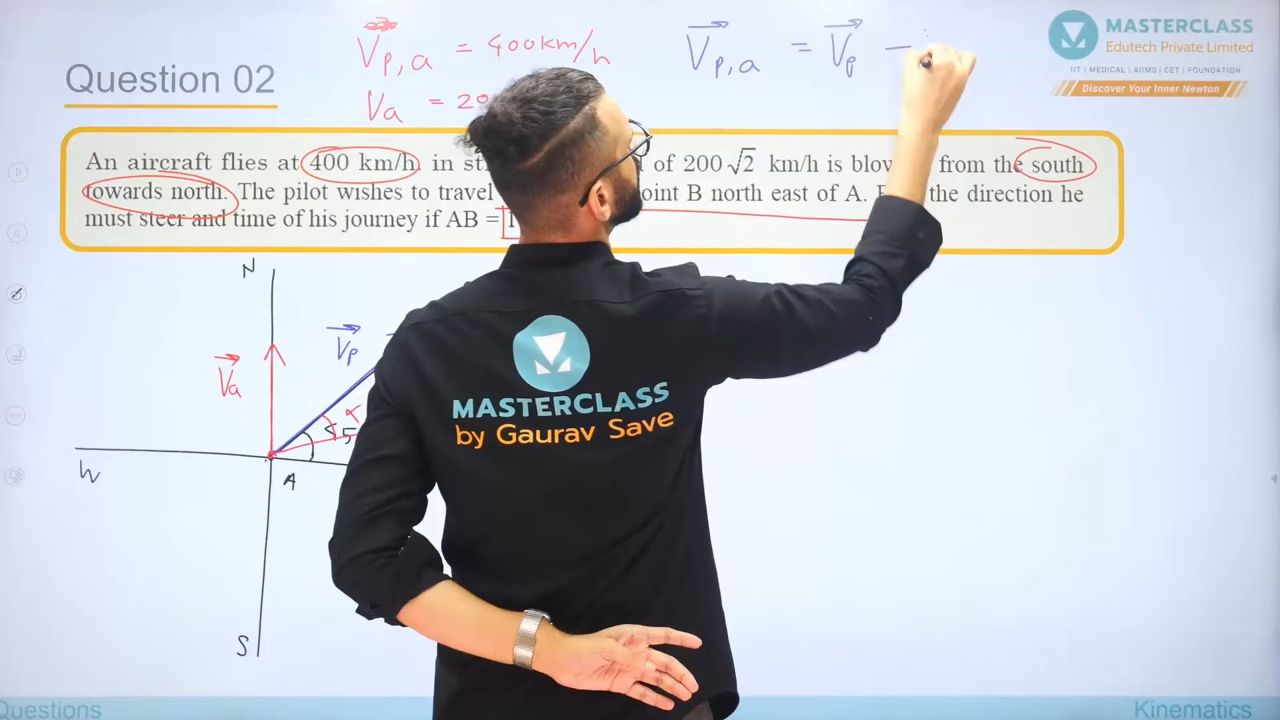 Question 02
V p,a = 400km/h
Va = 20
V p,a = V p −
MASTERCLASS
Edutech Private Limited
IIT | MEDICAL | AIIMS | CET | FOUNDATION
Discover Your Inner Newton
An aircraft flies at 400 km/h in of 200√2 km/h is from the south
towards north. The pilot wishes to travel B north east of A. the direction he
must steer and time of his journey if AB =
N
Va
Vp
α
45
W
A
S
MASTERCLASS
by Gaurav Save
Questions
Kinematics